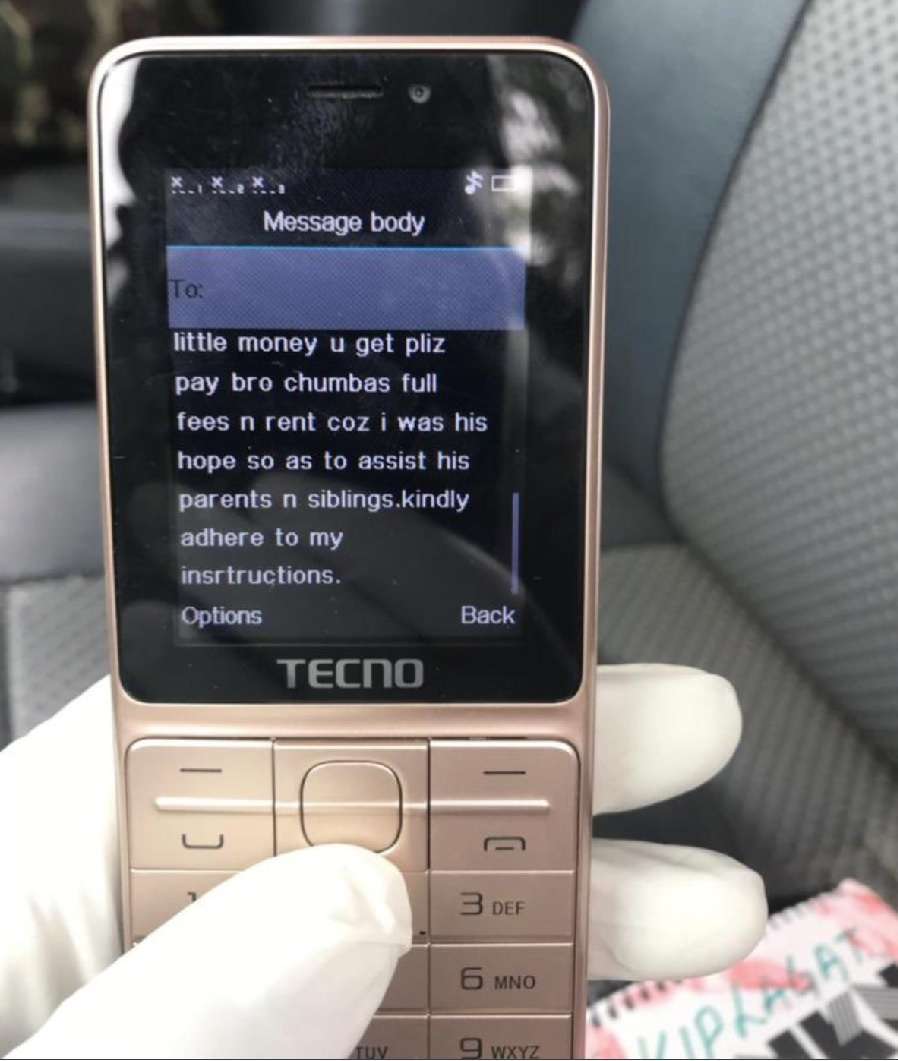 Message body
To:
little money u get pliz
pay bro chumbas full
fees n rent coz i was his
hope so as to assist his
parents n siblings.kindly
adhere to my
insrtructions.
Options Back
TECNO
3 DEF
6 MNO
TUV 9 WXYZ
KIPLAGAT